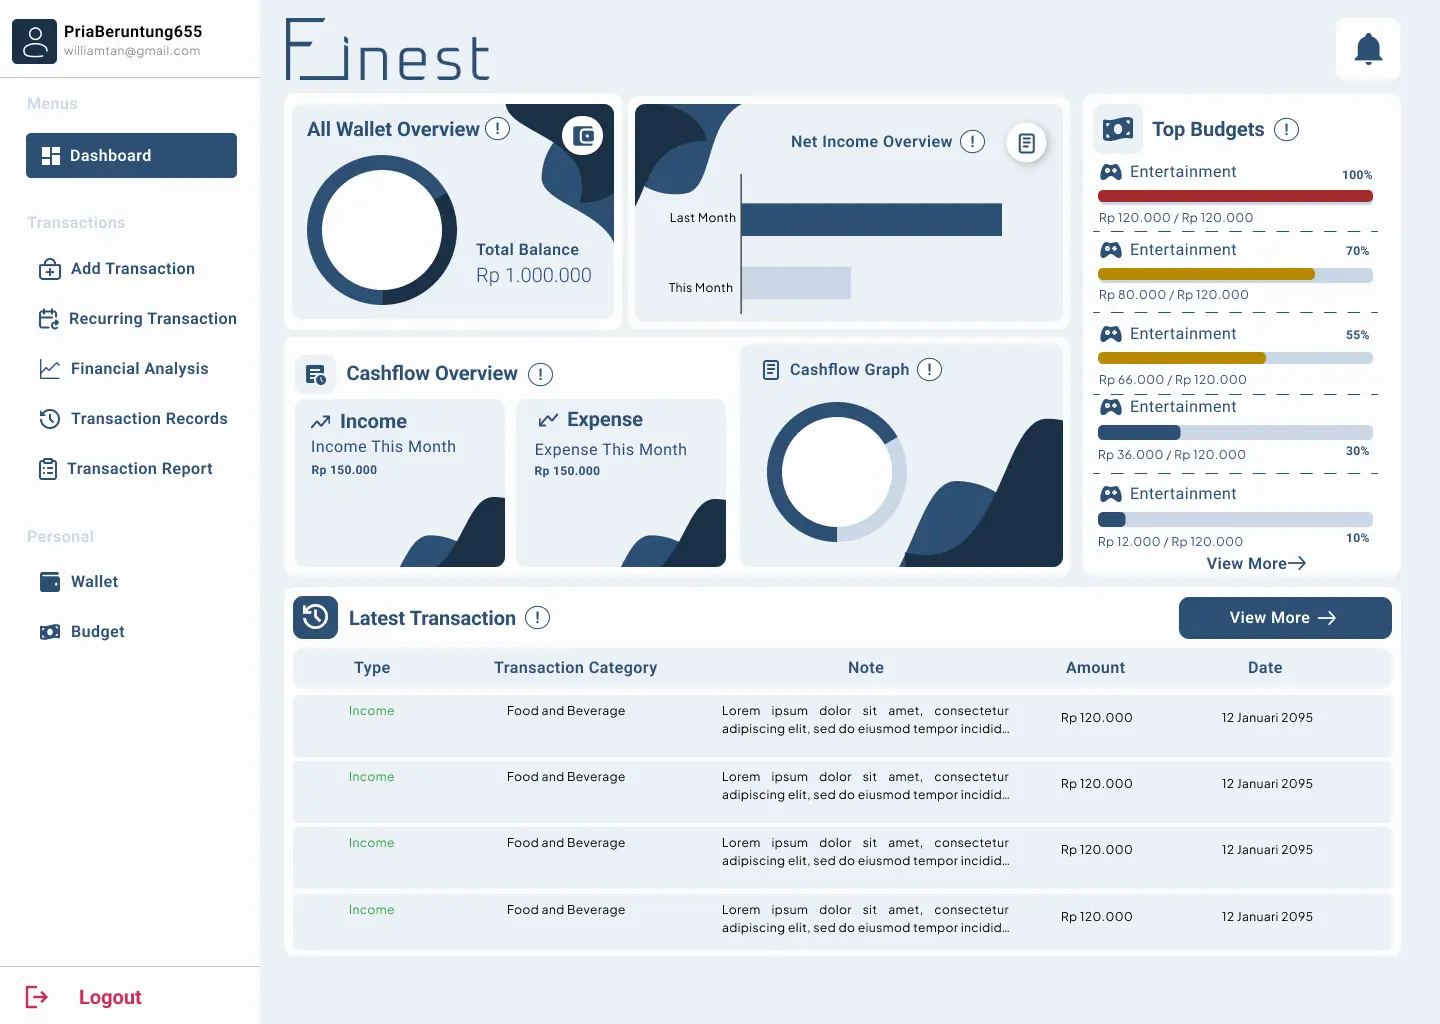 PriaBeruntung655
williamtan@gmail.com
Menus
Dashboard
Transactions
Add Transaction
Recurring Transaction
Financial Analysis
Transaction Records
Transaction Report
Personal
Wallet
Budget
Logout
Finest
All Wallet Overview !
Total Balance
Rp 1.000.000
Net Income Overview !
Last Month
This Month
Top Budgets !
Entertainment 100%
Rp 120.000 / Rp 120.000
Entertainment 70%
Rp 80.000 / Rp 120.000
Entertainment 55%
Rp 66.000 / Rp 120.000
Entertainment
Rp 36.000 / Rp 120.000 30%
Entertainment
Rp 12.000 / Rp 120.000 10%
View More
Cashflow Overview !
Income
Income This Month
Rp 150.000
Expense
Expense This Month
Rp 150.000
Cashflow Graph !
Latest Transaction !
View More
Type Transaction Category Note Amount Date
Income Food and Beverage Lorem ipsum dolor sit amet, consectetur Rp 120.000 12 Januari 2095
adipiscing elit, sed do eiusmod tempor incidid...
Income Food and Beverage Lorem ipsum dolor sit amet, consectetur Rp 120.000 12 Januari 2095
adipiscing elit, sed do eiusmod tempor incidid...
Income Food and Beverage Lorem ipsum dolor sit amet, consectetur Rp 120.000 12 Januari 2095
adipiscing elit, sed do eiusmod tempor incidid...
Income Food and Beverage Lorem ipsum dolor sit amet, consectetur Rp 120.000 12 Januari 2095
adipiscing elit, sed do eiusmod tempor incidid...